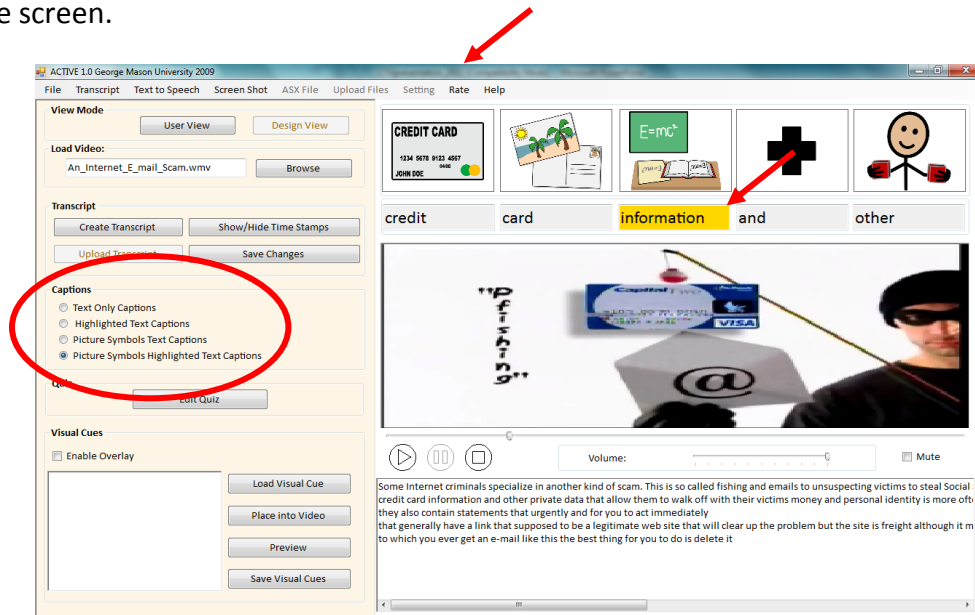 e screen.
ACTIVE 1.0 George Mason University 2009
File Transcript Text to Speech Screen Shot ASX File Upload Files Setting Rate Help
View Mode
User View Design View
Load Video:
An_Internet_E_mail_Scam.wmv Browse
Transcript
Create Transcript Show/Hide Time Stamps
Upload Transcript Save Changes
Captions
Text Only Captions
Highlighted Text Captions
Picture Symbols Text Captions
Picture Symbols Highlighted Text Captions
Quiz
Edit Quiz
Visual Cues
Enable Overlay
Load Visual Cue
Place into Video
Preview
Save Visual Cues
CREDIT CARD
1234 5678 9123 4567
JOHN DOE
E=mc²
credit card information and other
"Pfishing"
Capital
VISA
@
Volume: Mute
Some Internet criminals specialize in another kind of scam. This is so called fishing and emails to unsuspecting victims to steal Social
credit card information and other private data that allow them to walk off with their victims money and personal identity is more ofte
they also contain statements that urgently and for you to act immediately
that generally have a link that supposed to be a legitimate web site that will clear up the problem but the site is freight although it m
to which you ever get an e-mail like this the best thing for you to do is delete it